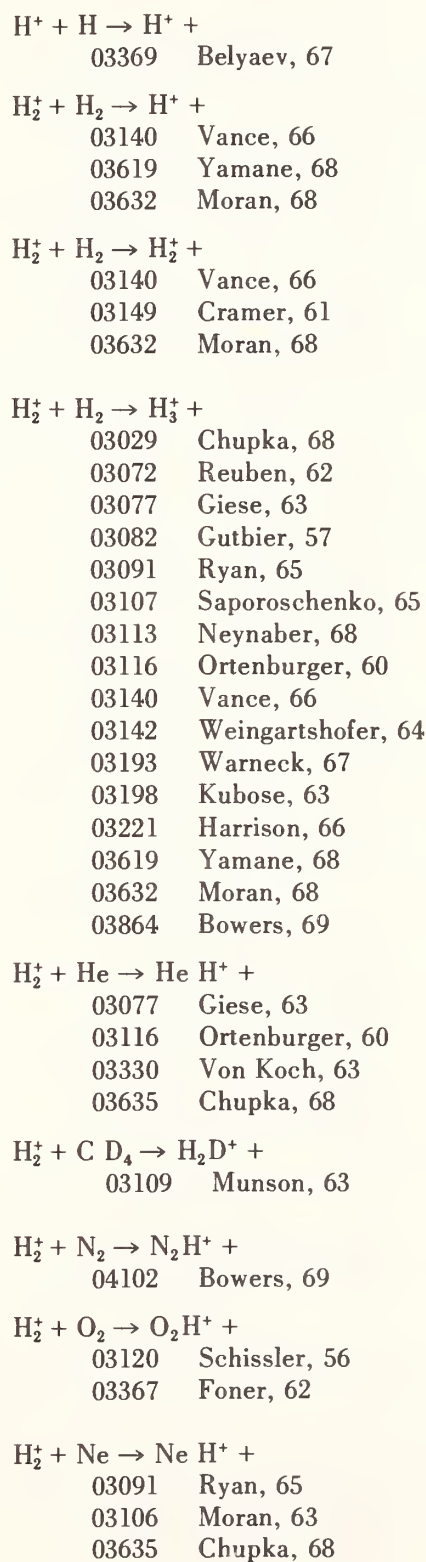 H⁺ + H → H⁺ +
03369 Belyaev, 67
H₂⁺ + H₂ → H⁺ +
03140 Vance, 66
03619 Yamane, 68
03632 Moran, 68
H₂⁺ + H₂ → H₂⁺ +
03140 Vance, 66
03149 Cramer, 61
03632 Moran, 68
H₂⁺ + H₂ → H₃⁺ +
03029 Chupka, 68
03072 Reuben, 62
03077 Giese, 63
03082 Gutbier, 57
03091 Ryan, 65
03107 Saporoschenko, 65
03113 Neynaber, 68
03116 Ortenburger, 60
03140 Vance, 66
03142 Weingartshofer, 64
03193 Warneck, 67
03198 Kubose, 63
03221 Harrison, 66
03619 Yamane, 68
03632 Moran, 68
03864 Bowers, 69
H₂⁺ + He → He H⁺ +
03077 Giese, 63
03116 Ortenburger, 60
03330 Von Koch, 63
03635 Chupka, 68
H₂⁺ + C D₄ → H₂D⁺ +
03109 Munson, 63
H₂⁺ + N₂ → N₂H⁺ +
04102 Bowers, 69
H₂⁺ + O₂ → O₂H⁺ +
03120 Schissler, 56
03367 Foner, 62
H₂⁺ + Ne → Ne H⁺ +
03091 Ryan, 65
03106 Moran, 63
03635 Chupka, 68